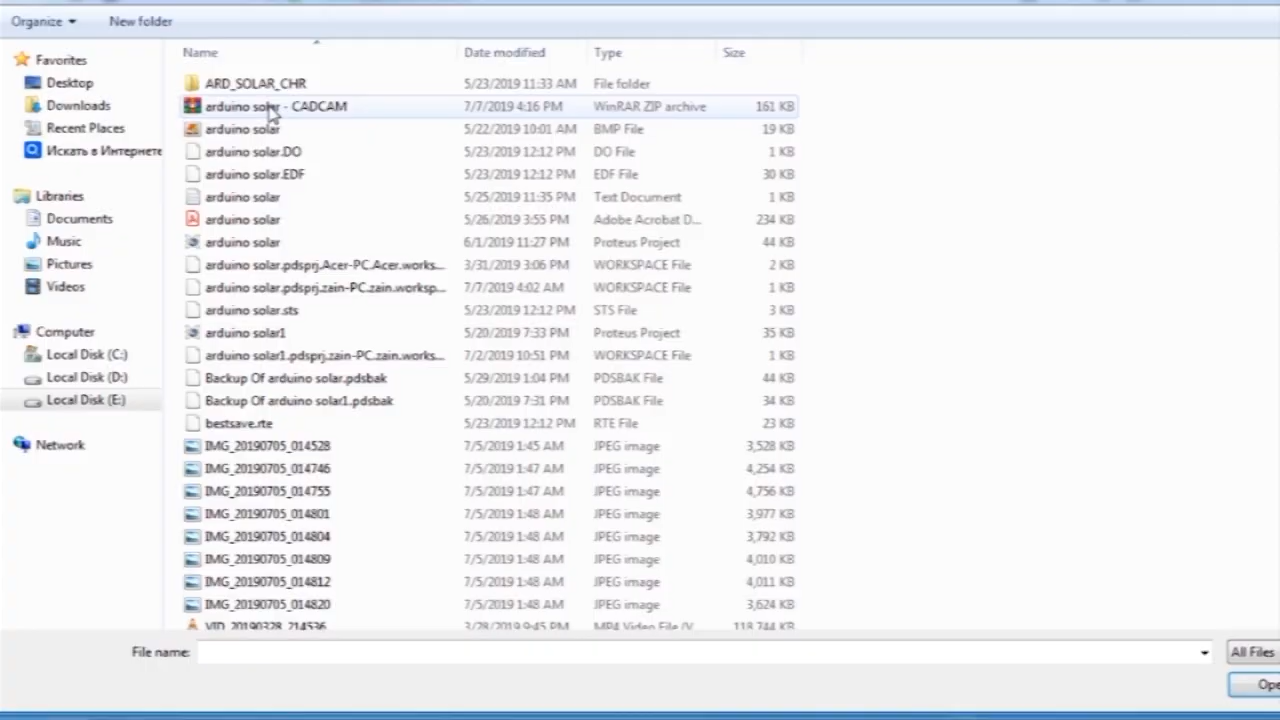 Organize New folder
Name Date modified Type Size
Favorites
Desktop
Downloads
Recent Places
Искать в Интернете
Libraries
Documents
Music
Pictures
Videos
Computer
Local Disk (C:)
Local Disk (D:)
Local Disk (E:)
Network
ARD_SOLAR_CHR 5/23/2019 11:33 AM File folder
arduino solar - CADCAM 7/7/2019 4:16 PM WinRAR ZIP archive 161 KB
arduino solar 5/22/2019 10:01 AM BMP File 19 KB
arduino solar.DO 5/23/2019 12:12 PM DO File 1 KB
arduino solar.EDF 5/23/2019 12:12 PM EDF File 30 KB
arduino solar 5/25/2019 11:35 PM Text Document 1 KB
arduino solar 5/26/2019 3:55 PM Adobe Acrobat D... 234 KB
arduino solar 6/1/2019 11:27 PM Proteus Project 44 KB
arduino solar.pdsprj.Acer-PC.Acer.works... 3/31/2019 3:06 PM WORKSPACE File 2 KB
arduino solar.pdsprj.zain-PC.zain.worksp... 7/7/2019 4:02 AM WORKSPACE File 1 KB
arduino solar.sts 5/23/2019 12:12 PM STS File 3 KB
arduino solar1 5/20/2019 7:33 PM Proteus Project 35 KB
arduino solar1.pdsprj.zain-PC.zain.works... 7/2/2019 10:51 PM WORKSPACE File 1 KB
Backup Of arduino solar.pdsbak 5/29/2019 1:04 PM PDSBAK File 44 KB
Backup Of arduino solar1.pdsbak 5/20/2019 7:31 PM PDSBAK File 34 KB
bestsave.rte 5/23/2019 12:12 PM RTE File 23 KB
IMG_20190705_014528 7/5/2019 1:45 AM JPEG image 3,528 KB
IMG_20190705_014746 7/5/2019 1:47 AM JPEG image 4,254 KB
IMG_20190705_014755 7/5/2019 1:47 AM JPEG image 4,756 KB
IMG_20190705_014801 7/5/2019 1:48 AM JPEG image 3,977 KB
IMG_20190705_014804 7/5/2019 1:48 AM JPEG image 3,792 KB
IMG_20190705_014809 7/5/2019 1:48 AM JPEG image 4,010 KB
IMG_20190705_014812 7/5/2019 1:48 AM JPEG image 4,011 KB
IMG_20190705_014820 7/5/2019 1:48 AM JPEG image 3,624 KB
VID_20190328_214536 3/28/2019 9:45 PM MP4 Video File (V... 118,744 KB
File name: All Files
Ope